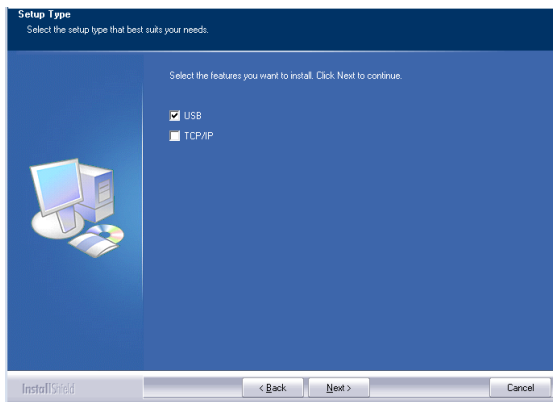 Setup Type
Select the setup type that best suits your needs.
Select the features you want to install. Click Next to continue.
USB
TCP/IP
InstallShield
< Back
Next >
Cancel